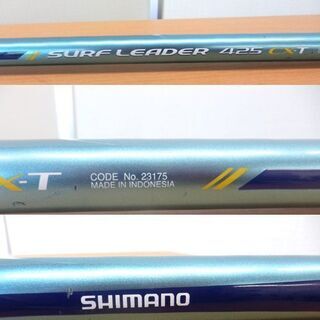 SURF LEADER 425 CX-T
X-T
CODE No. 23175
MADE IN INDONESIA
SHIMANO